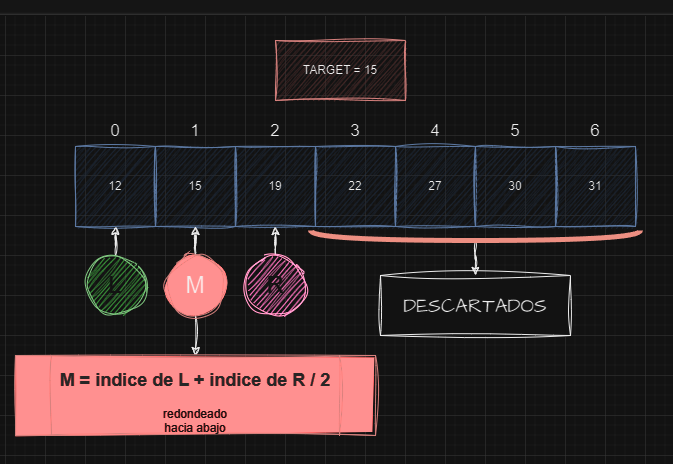 TARGET = 15
0 1 2 3 4 5 6
12 15 19 22 27 30 31
L M R
DESCARTADOS
M = indice de L + indice de R / 2
redondeado
hacia abajo